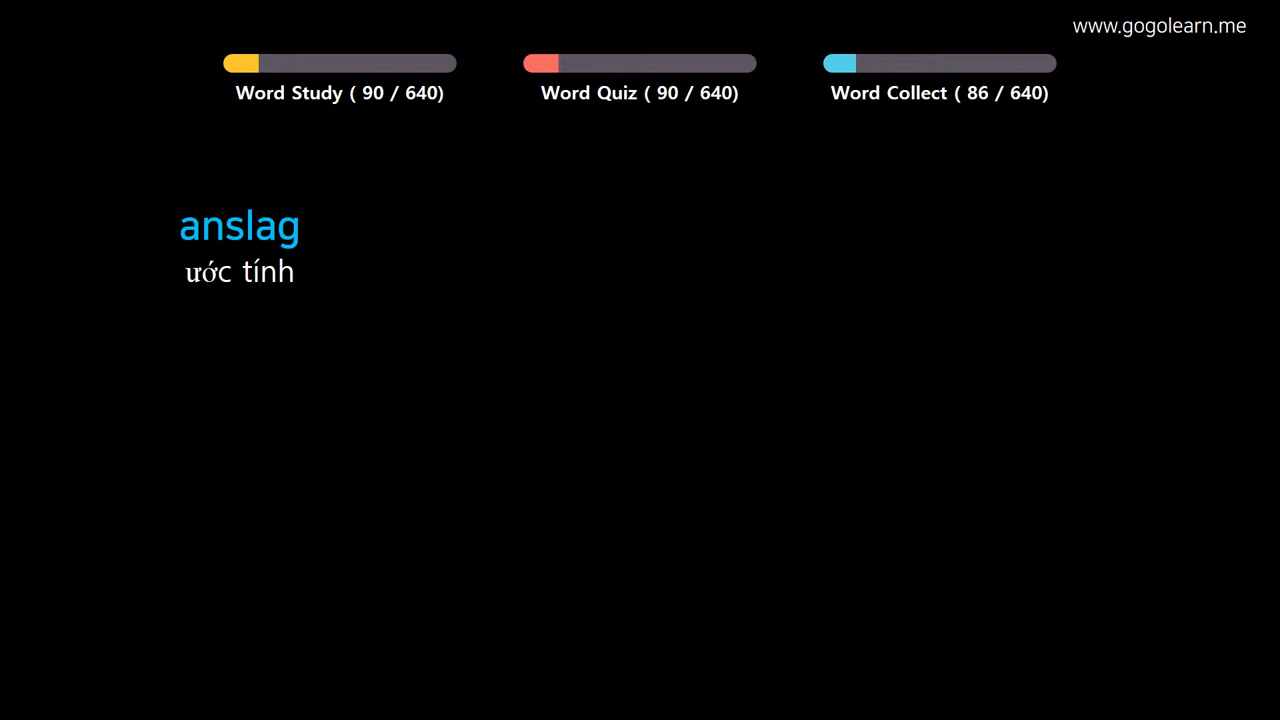 www.gogolearn.me
Word Study ( 90 / 640)
Word Quiz ( 90 / 640)
Word Collect ( 86 / 640)
anslag
ước tính